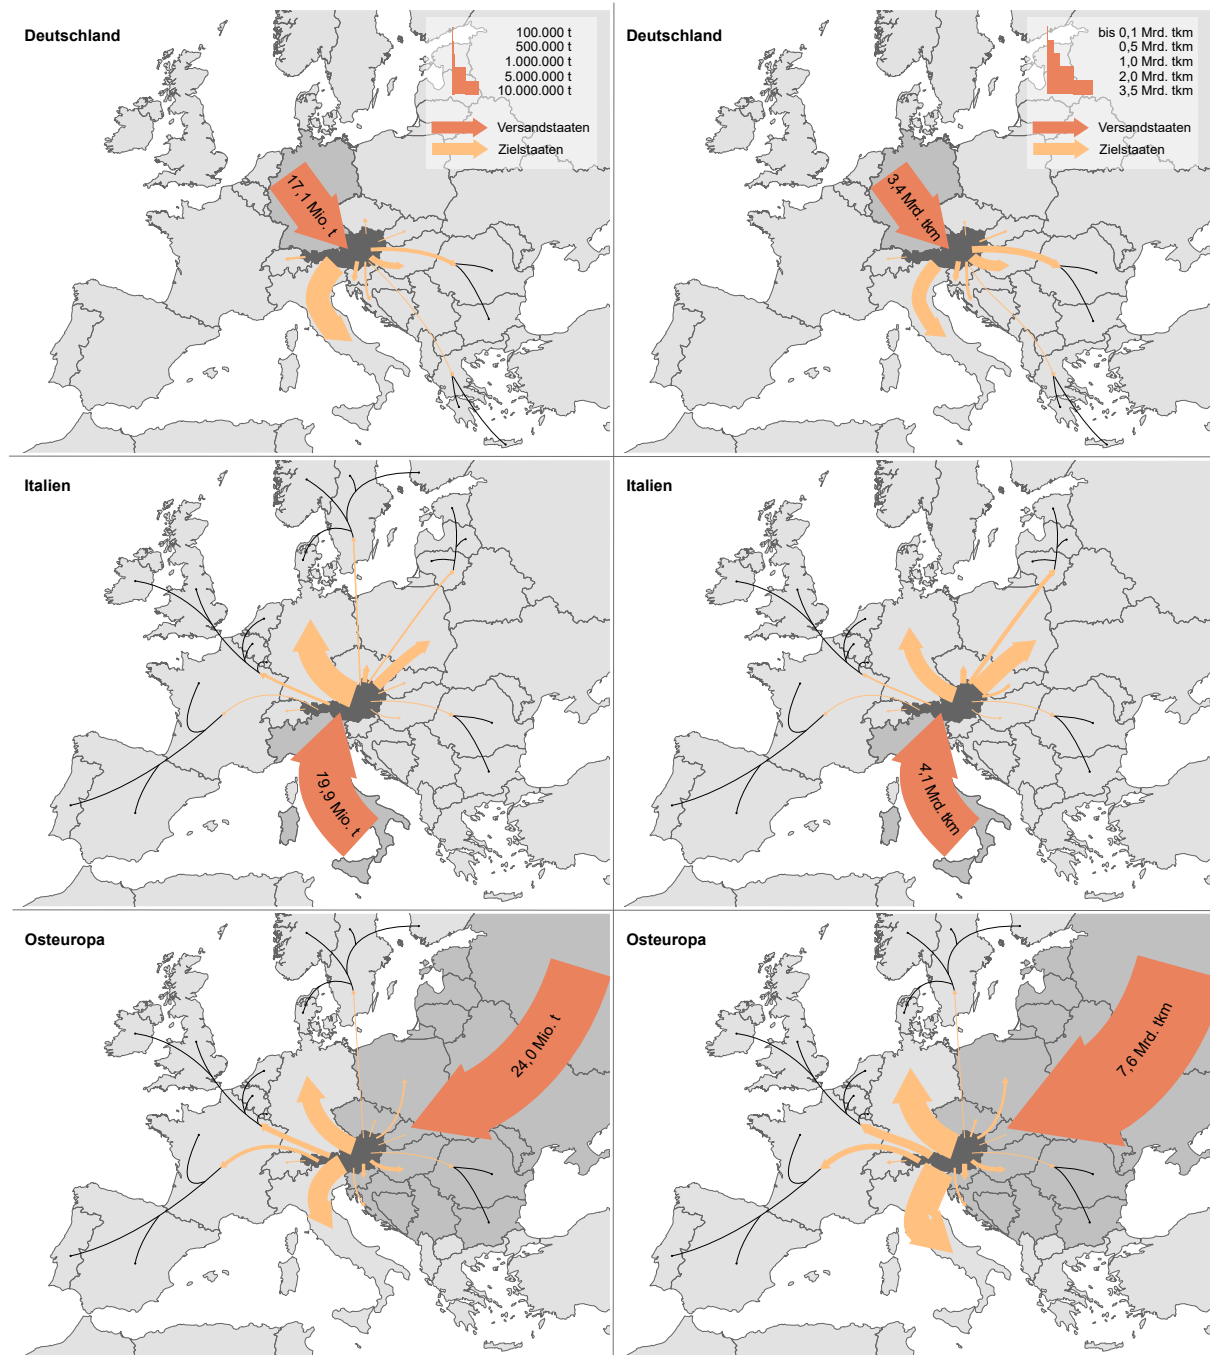 Deutschland
100.000 t
500.000 t
1.000.000 t
5.000.000 t
10.000.000 t
Versandstaaten
Zielstaaten
17,1 Mio. t
Deutschland
bis 0,1 Mrd. tkm
0,5 Mrd. tkm
1,0 Mrd. tkm
2,0 Mrd. tkm
3,5 Mrd. tkm
Versandstaaten
Zielstaaten
3,4 Mrd. tkm
Italien
19,9 Mio. t
Italien
4,1 Mrd. tkm
Osteuropa
24,0 Mio. t
Osteuropa
7,6 Mrd. tkm